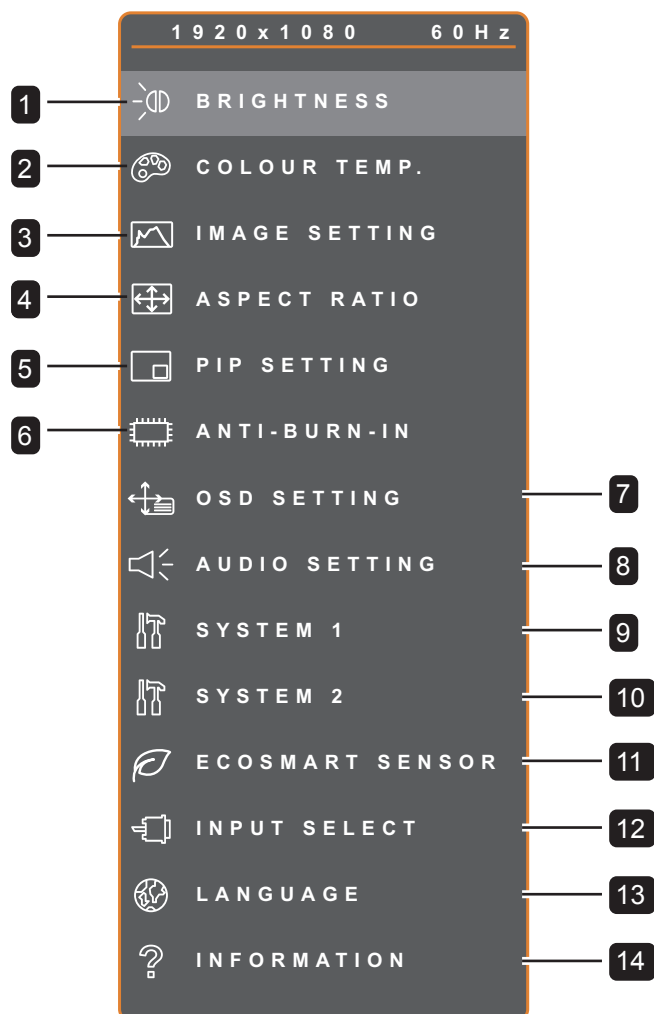 1920x1080 60Hz
1 BRIGHTNESS
2 COLOUR TEMP.
3 IMAGE SETTING
4 ASPECT RATIO
5 PIP SETTING
6 ANTI-BURN-IN
OSD SETTING 7
AUDIO SETTING 8
SYSTEM 1 9
SYSTEM 2 10
ECOSMART SENSOR 11
INPUT SELECT 12
LANGUAGE 13
INFORMATION 14